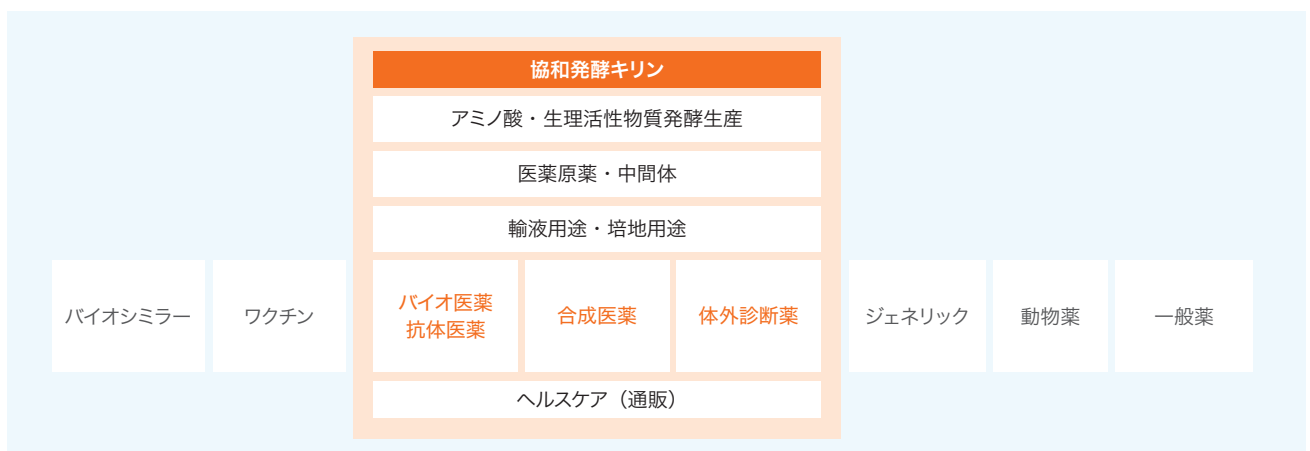 協和発酵キリン
アミノ酸・生理活性物質発酵生産
医薬原薬・中間体
輸液用途・培地用途
バイオシミラー
ワクチン
バイオ医薬
抗体医薬
合成医薬
体外診断薬
ジェネリック
動物薬
一般薬
ヘルスケア（通販）